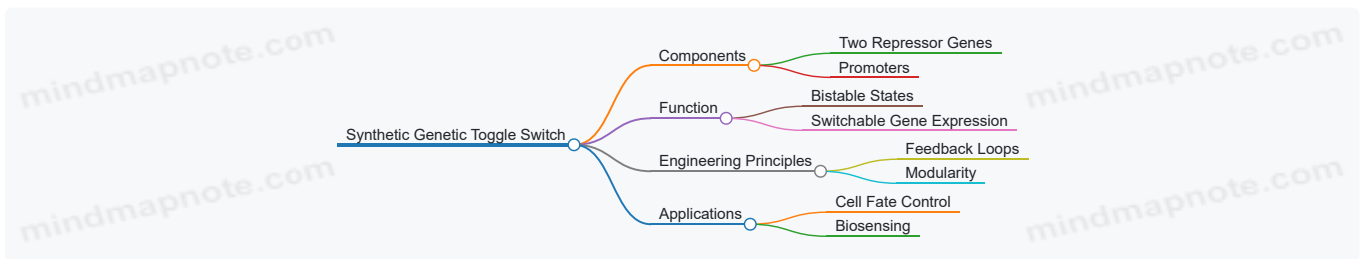 mindmapnote.com
mindmapnote.com
Synthetic Genetic Toggle Switch
Components
Two Repressor Genes
Promoters
Function
Bistable States
Switchable Gene Expression
Engineering Principles
Feedback Loops
Modularity
Applications
Cell Fate Control
Biosensing
mindmapnote.com
mindmapnote.com